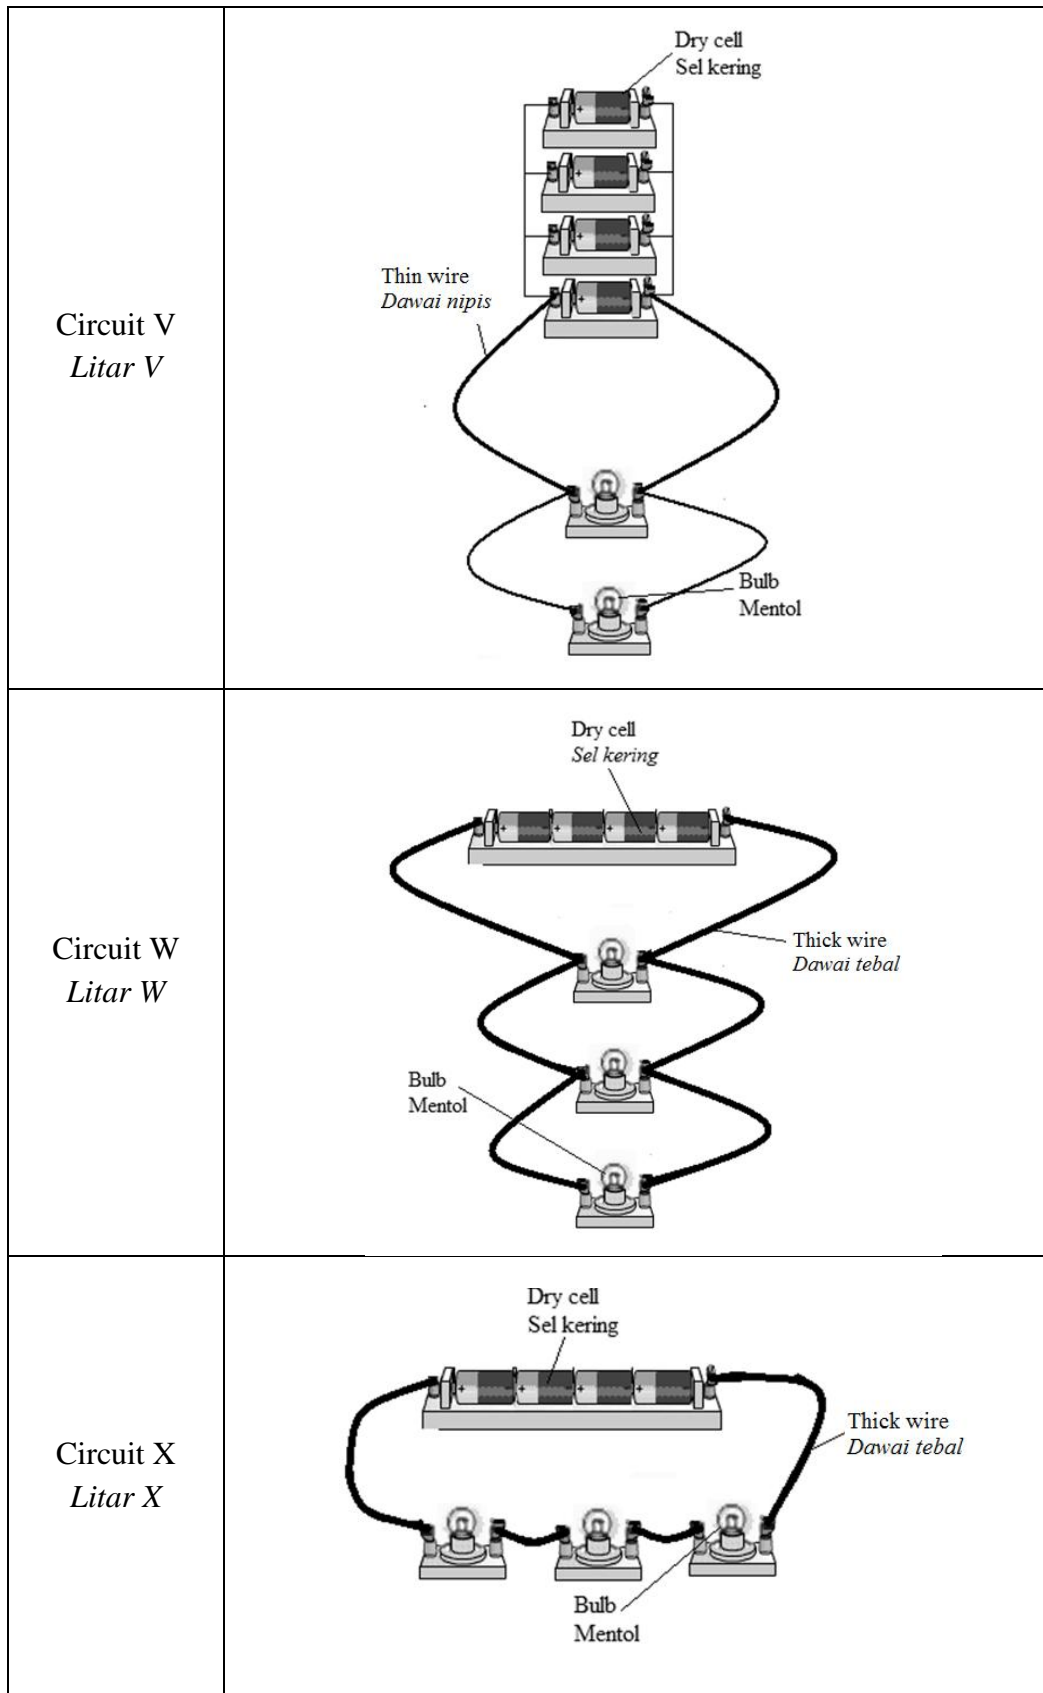 Dry cell
Sel kering
Thin wire
Dawai nipis
Circuit V
Litar V
Bulb
Mentol
Dry cell
Sel kering
Thick wire
Dawai tebal
Circuit W
Litar W
Bulb
Mentol
Dry cell
Sel kering
Thick wire
Dawai tebal
Circuit X
Litar X
Bulb
Mentol